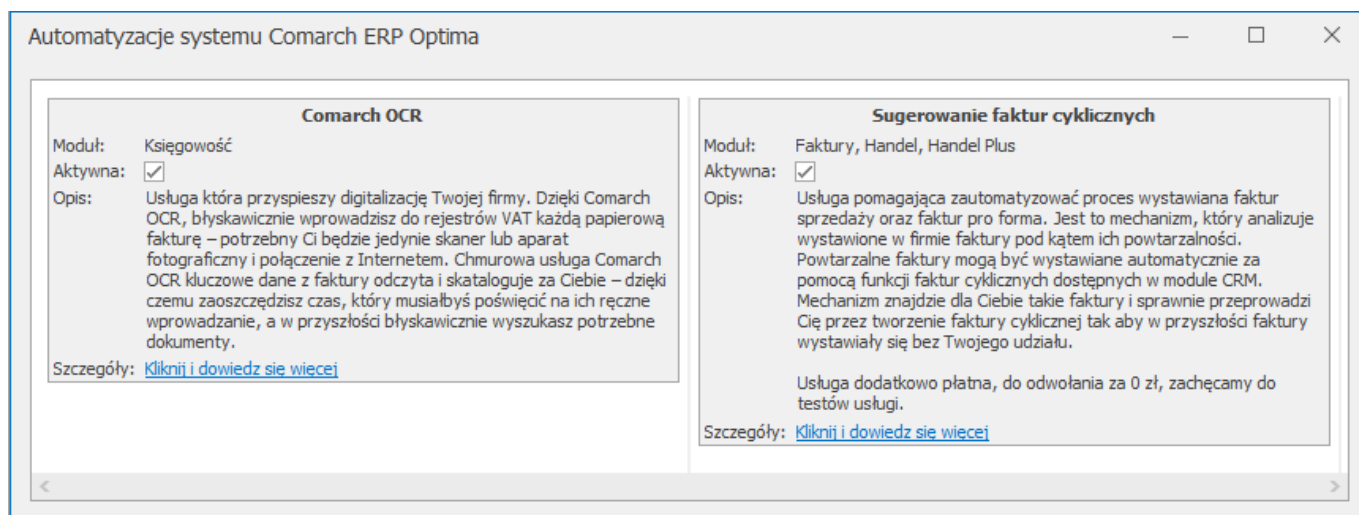 Automatyzacje systemu Comarch ERP Optima
Comarch OCR
Moduł: Księgowość
Aktywna:
Opis: Usługa która przyspieszy digitalizację Twojej firmy. Dzięki Comarch
OCR, błyskawicznie wprowadzisz do rejestrów VAT każdą papierową
fakturę – potrzebny Ci będzie jedynie skaner lub aparat
fotograficzny i połączenie z Internetem. Chmurowa usługa Comarch
OCR kluczowe dane z faktury odczyta i skataloguje za Ciebie – dzięki
czemu zaoszczędzisz czas, który musiałbyś poświęcić na ich ręczne
wprowadzanie, a w przyszłości błyskawicznie wyszukasz potrzebne
dokumenty.
Szczegóły: Kliknij i dowiedz się więcej
Sugerowanie faktur cyklicznych
Moduł: Faktury, Handel, Handel Plus
Aktywna:
Opis: Usługa pomagająca zautomatyzować proces wystawiana faktur
sprzedaży oraz faktur pro forma. Jest to mechanizm, który analizuje
wystawione w firmie faktury pod kątem ich powtarzalności.
Powtarzalne faktury mogą być wystawiane automatycznie za
pomocą funkcji faktur cyklicznych dostępnych w module CRM.
Mechanizm znajdzie dla Ciebie takie faktury i sprawnie przeprowadzi
Cię przez tworzenie faktury cyklicznej tak aby w przyszłości faktury
wystawiały się bez Twojego udziału.
Usługa dodatkowo płatna, do odwołania za 0 zł, zachęcamy do
testów usługi.
Szczegóły: Kliknij i dowiedz się więcej